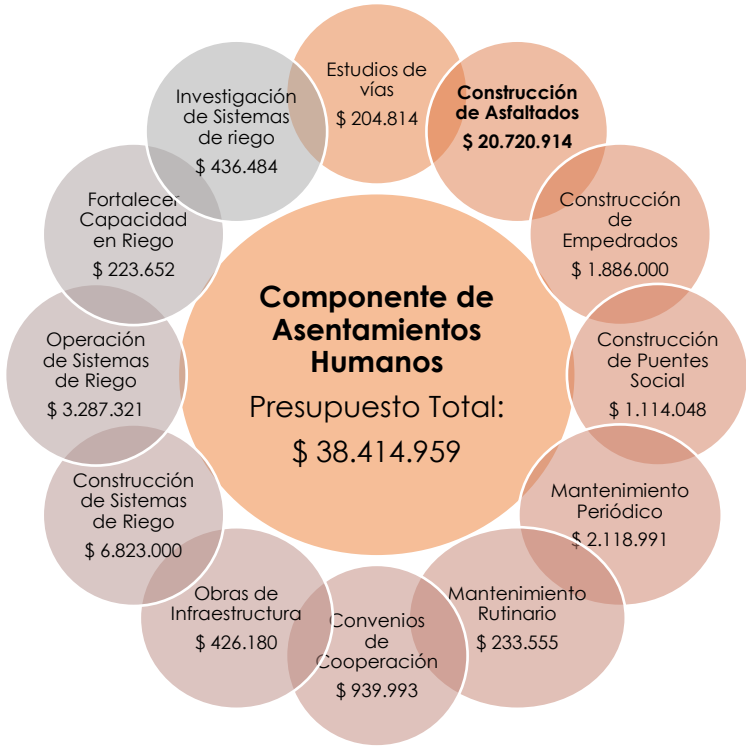 Componente de
Asentamientos
Humanos
Presupuesto Total:
$ 38.414.959
Estudios de
vías
$ 204.814
Construcción
de Asfaltados
$ 20.720.914
Construcción
de
Empedrados
$ 1.886.000
Construcción
de Puentes
Social
$ 1.114.048
Mantenimiento
Periódico
$ 2.118.991
Mantenimiento
Rutinario
$ 233.555
Convenios
de
Cooperación
$ 939.993
Obras de
Infraestructura
$ 426.180
Construcción
de Sistemas
de Riego
$ 6.823.000
Operación
de Sistemas
de Riego
$ 3.287.321
Fortalecer
Capacidad
en Riego
$ 223.652
Investigación
de Sistemas
de riego
$ 436.484